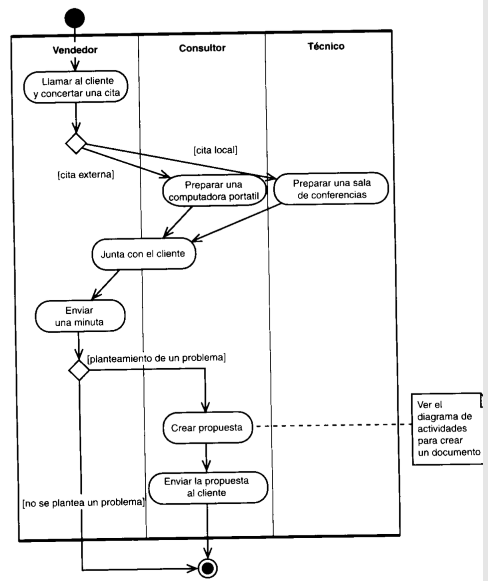 Vendedor
Consultor
Técnico
Llamar al cliente
y concertar una cita
[cita local]
[cita externa]
Preparar una
computadora portatil
Preparar una sala
de conferencias
Junta con el cliente
Enviar
una minuta
[planteamiento de un problema]
Ver el
diagrama de
actividades
para crear
un documento
Crear propuesta
Enviar la propuesta
al cliente
[no se plantea un problema]